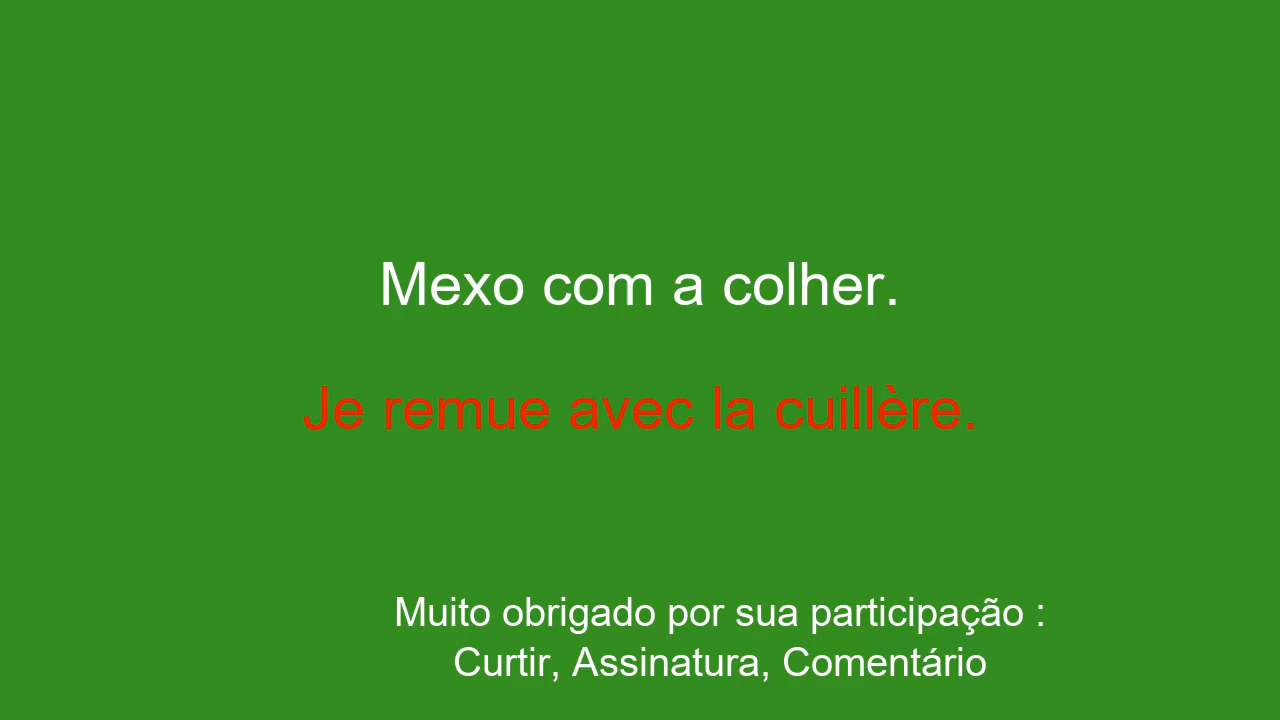 Mexo com a colher.
Je remue avec la cuillère.
Muito obrigado por sua participação :
Curtir, Assinatura, Comentário